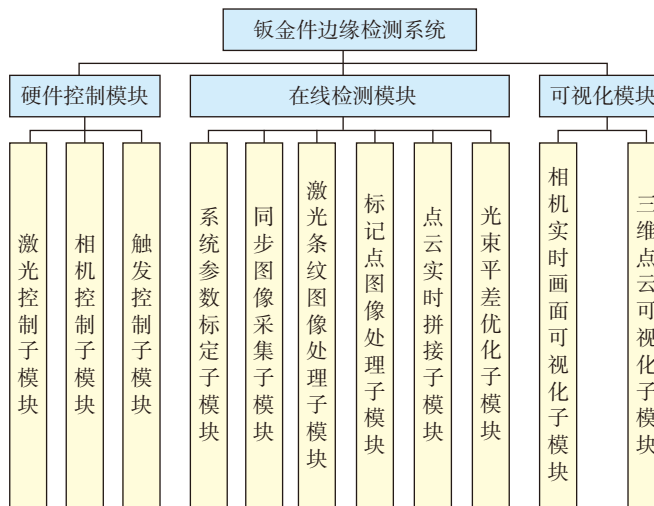 钣金件边缘检测系统
硬件控制模块
在线检测模块
可视化模块
激光控制子模块
相机控制子模块
触发控制子模块
系统参数标定子模块
同步图像采集子模块
激光条纹图像处理子模块
标记点图像处理子模块
点云实时拼接子模块
光束平差优化子模块
相机实时画面可视化子模块
三维点云可视化子模块